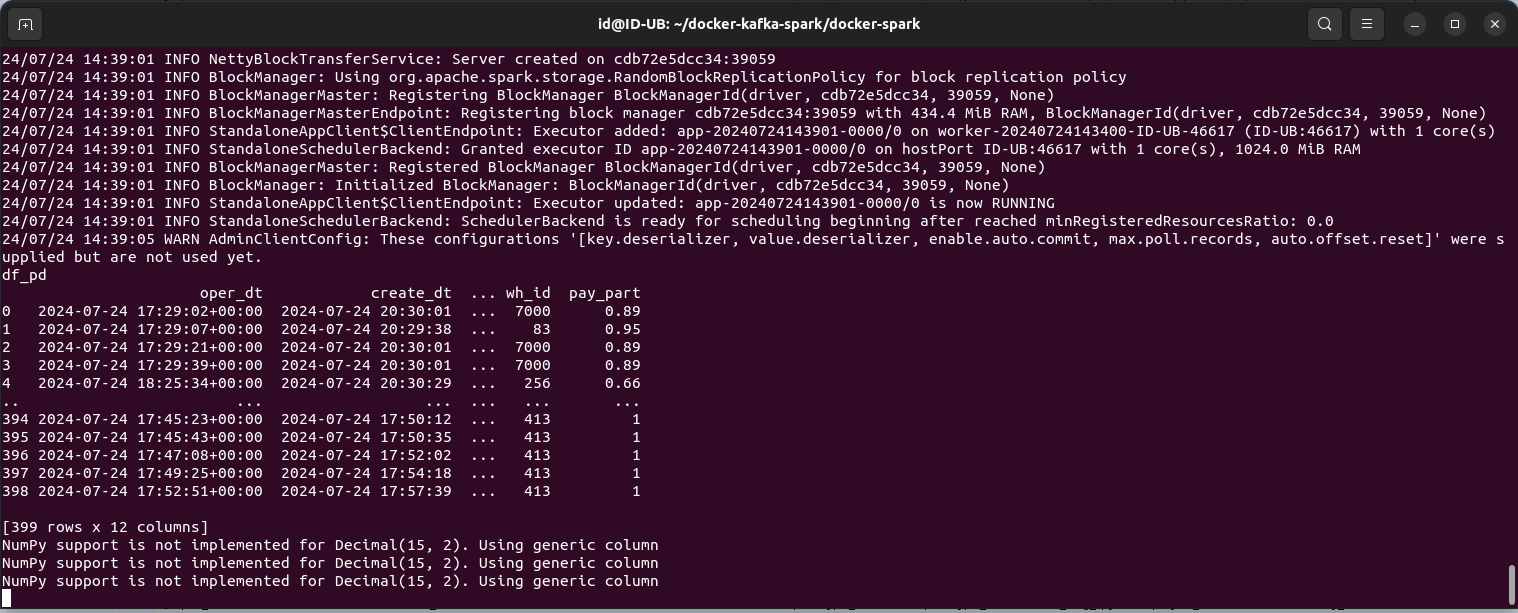 id@ID-UB: ~/docker-kafka-spark/docker-spark
24/07/24 14:39:01 INFO NettyBlockTransferService: Server created on cdb72e5dcc34:39059
24/07/24 14:39:01 INFO BlockManager: Using org.apache.spark.storage.RandomBlockReplicationPolicy for block replication policy
24/07/24 14:39:01 INFO BlockManagerMaster: Registering BlockManager BlockManagerId(driver, cdb72e5dcc34, 39059, None)
24/07/24 14:39:01 INFO BlockManagerMasterEndpoint: Registering block manager cdb72e5dcc34:39059 with 434.4 MiB RAM, BlockManagerId(driver, cdb72e5dcc34, 39059, None)
24/07/24 14:39:01 INFO StandaloneAppClient$ClientEndpoint: Executor added: app-20240724143901-0000/0 on worker-20240724143400-ID-UB-46617 (ID-UB:46617) with 1 core(s)
24/07/24 14:39:01 INFO StandaloneSchedulerBackend: Granted executor ID app-20240724143901-0000/0 on hostPort ID-UB:46617 with 1 core(s), 1024.0 MiB RAM
24/07/24 14:39:01 INFO BlockManagerMaster: Registered BlockManager BlockManagerId(driver, cdb72e5dcc34, 39059, None)
24/07/24 14:39:01 INFO BlockManager: Initialized BlockManager: BlockManagerId(driver, cdb72e5dcc34, 39059, None)
24/07/24 14:39:01 INFO StandaloneAppClient$ClientEndpoint: Executor updated: app-20240724143901-0000/0 is now RUNNING
24/07/24 14:39:01 INFO StandaloneSchedulerBackend: SchedulerBackend is ready for scheduling beginning after reached minRegisteredResourcesRatio: 0.0
24/07/24 14:39:05 WARN AdminClientConfig: These configurations '[key.deserializer, value.deserializer, enable.auto.commit, max.poll.records, auto.offset.reset]' were s
upplied but are not used yet.
df_pd
                      oper_dt            create_dt  ... wh_id  pay_part
0   2024-07-24 17:29:02+00:00  2024-07-24 20:30:01  ...  7000      0.89
1   2024-07-24 17:29:07+00:00  2024-07-24 20:29:38  ...    83      0.95
2   2024-07-24 17:29:21+00:00  2024-07-24 20:30:01  ...  7000      0.89
3   2024-07-24 17:29:39+00:00  2024-07-24 20:30:01  ...  7000      0.89
4   2024-07-24 18:25:34+00:00  2024-07-24 20:30:29  ...   256      0.66
..                        ...                  ...  ...   ...       ...
394 2024-07-24 17:45:23+00:00  2024-07-24 17:50:12  ...   413         1
395 2024-07-24 17:45:43+00:00  2024-07-24 17:50:35  ...   413         1
396 2024-07-24 17:47:08+00:00  2024-07-24 17:52:02  ...   413         1
397 2024-07-24 17:49:25+00:00  2024-07-24 17:54:18  ...   413         1
398 2024-07-24 17:52:51+00:00  2024-07-24 17:57:39  ...   413         1
[399 rows x 12 columns]
NumPy support is not implemented for Decimal(15, 2). Using generic column
NumPy support is not implemented for Decimal(15, 2). Using generic column
NumPy support is not implemented for Decimal(15, 2). Using generic column